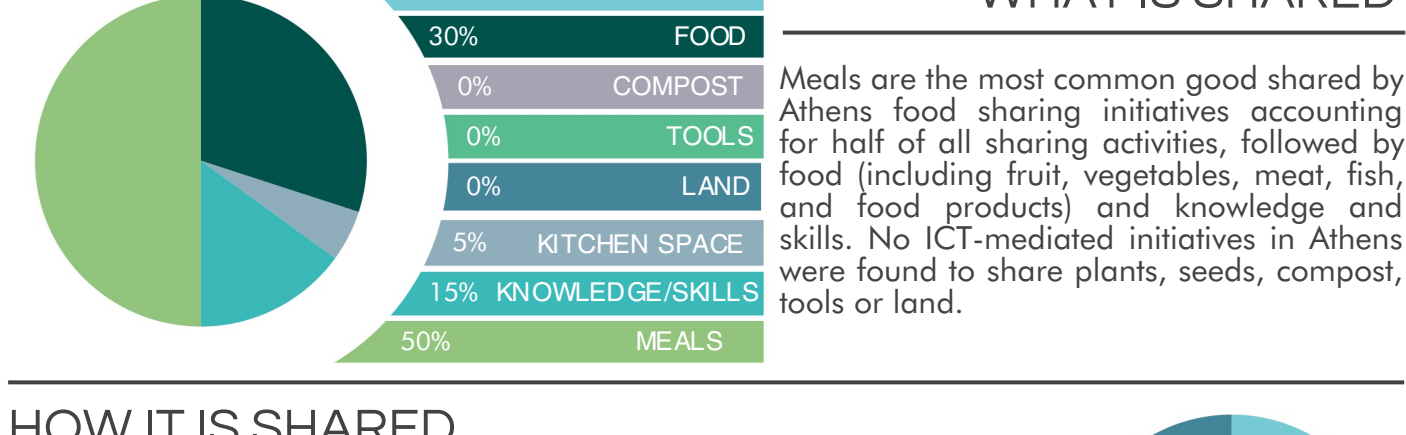 WHAT IS SHARED
30% FOOD
0% COMPOST
0% TOOLS
0% LAND
5% KITCHEN SPACE
15% KNOWLEDGE/SKILLS
50% MEALS
Meals are the most common good shared by
Athens food sharing initiatives accounting
for half of all sharing activities, followed by
food (including fruit, vegetables, meat, fish,
and food products) and knowledge and
skills. No ICT-mediated initiatives in Athens
were found to share plants, seeds, compost,
tools or land.
HOW IT IS SHARED